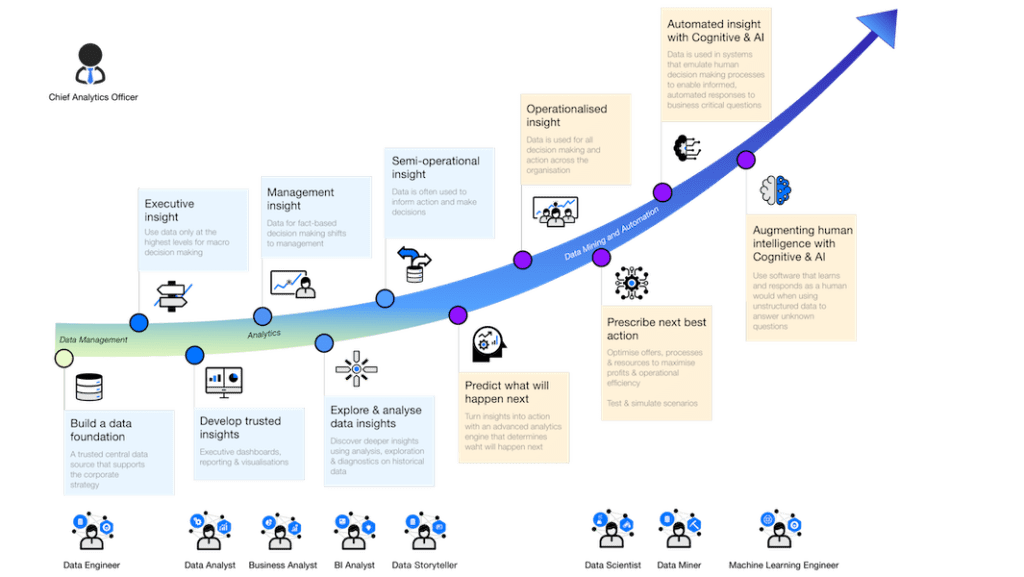 Chief Analytics Officer
Executive
insight
Use data only at the
highest levels for macro
decision making
Management
insight
Data for fact-based
decision making shifts
to management
Semi-operational
insight
Data is often used to
inform action and make
decisions
Operationalised
insight
Data is used for all
decision making and
action across the
organisation
Automated insight
with Cognitive & AI
Data is used in systems
that emulate human
decision making processes
to enable informed,
automated responses to
business critical questions
Data Management
Analytics
Data Mining and Automation
Build a data
foundation
A trusted central data
source that supports
the corporate
strategy
Develop trusted
insights
Executive dashboards,
reporting & visualisations
Explore & analyse
data insights
Discover deeper insights
using analysis, exploration
& diagnostics on historical
data
Predict what will
happen next
Turn insights into action
with an advanced analytics
engine that determines
waht will happen next
Prescribe next best
action
Optimise offers, processes
& resources to maximise
profits & operational
efficiency
Test & simulate scenarios
Augmenting human
intelligence with
Cognitive & AI
Use software that learns
and responds as a human
would when using
unstructured data to
answer unknown
questions
Data Engineer
Data Analyst
Business Analyst
BI Analyst
Data Storyteller
Data Scientist
Data Miner
Machine Learning Engineer